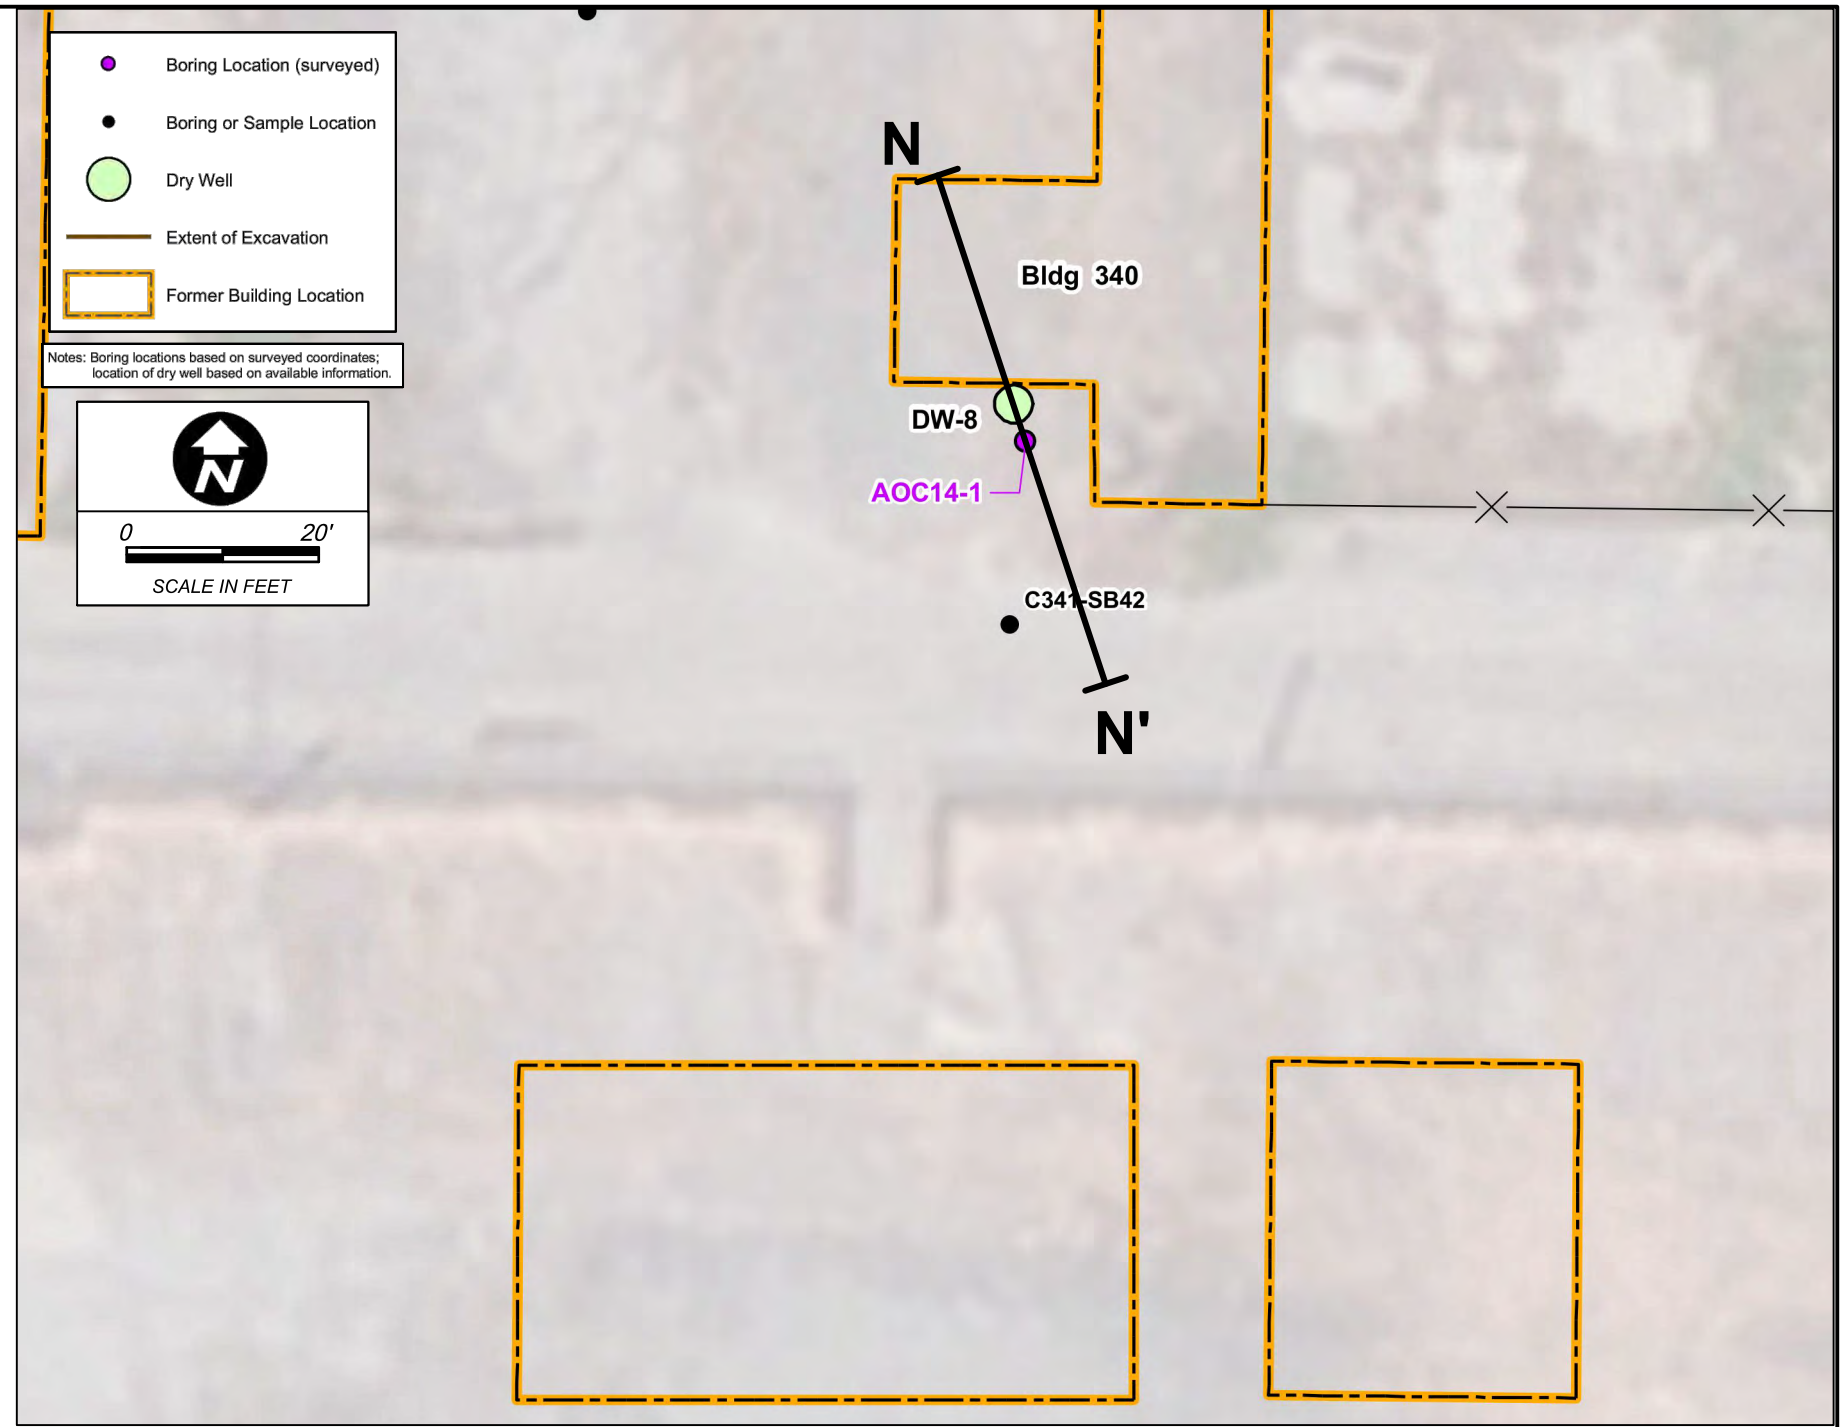 Boring Location (surveyed)
Boring or Sample Location
Dry Well
Extent of Excavation
Former Building Location
Notes: Boring locations based on surveyed coordinates;
location of dry well based on available information.
N
0 20'
SCALE IN FEET
N
Bldg 340
DW-8
AOC14-1
C341-SB42
N'